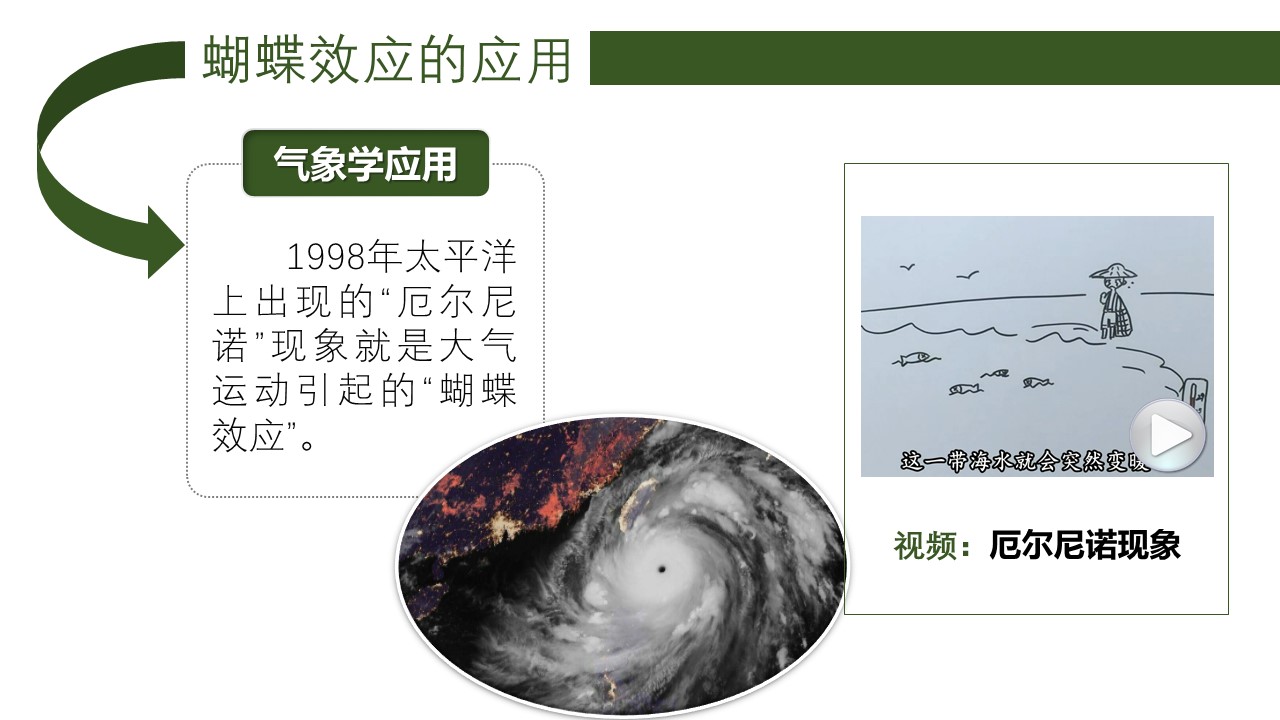 蝴蝶效应的应用
气象学应用
1998年太平洋
上出现的“厄尔尼
诺”现象就是大气
运动引起的“蝴蝶
效应”。
这一带海水就会突然变暖
视频：厄尔尼诺现象